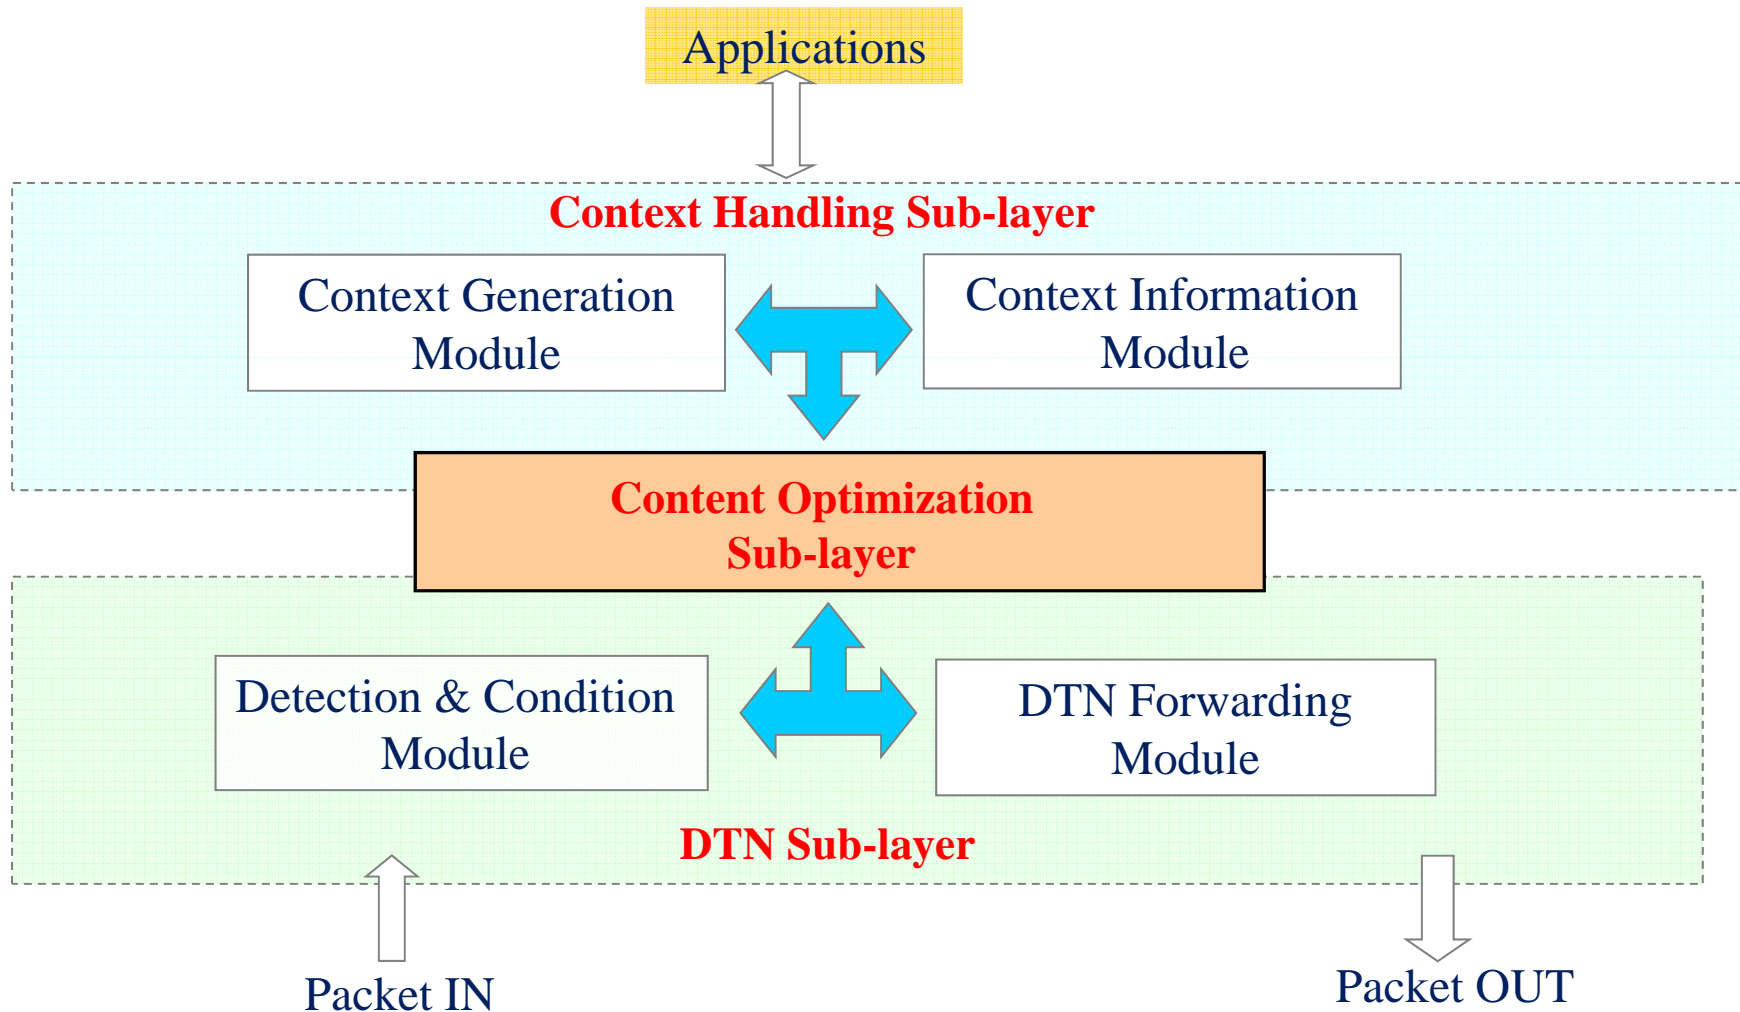 Applications
Context Handling Sub-layer
Context Generation
Module
Context Information
Module
Content Optimization
Sub-layer
Detection & Condition
Module
DTN Forwarding
Module
DTN Sub-layer
Packet IN
Packet OUT